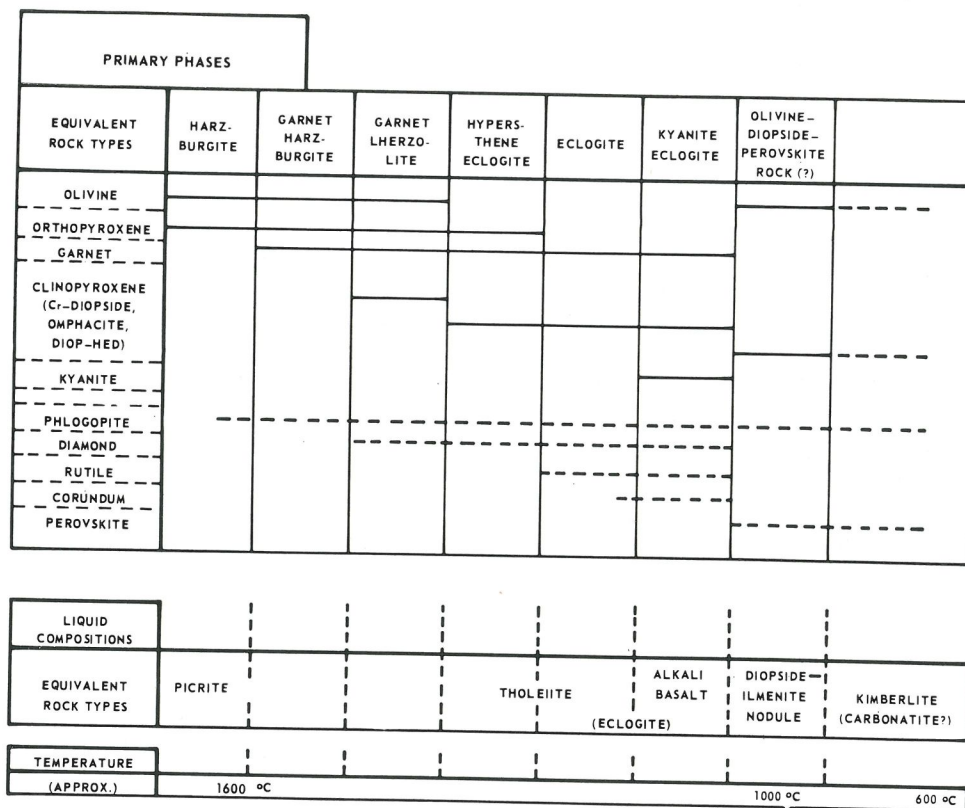 PRIMARY PHASES
EQUIVALENT
ROCK TYPES
HARZ-
BURGITE
GARNET
HARZ-
BURGITE
GARNET
LHERZO-
LITE
HYPERS-
THENE
ECLOGITE
ECLOGITE
KYANITE
ECLOGITE
OLIVINE-
DIOPSIDE-
PEROVSKITE
ROCK (?)
OLIVINE
ORTHOPYROXENE
GARNET
CLINOPYROXENE
(Cr-DIOPSIDE,
OMPHACITE,
DIOP-HED)
KYANITE
PHLOGOPITE
DIAMOND
RUTILE
CORUNDUM
PEROVSKITE
LIQUID
COMPOSITIONS
EQUIVALENT
ROCK TYPES
PICRITE
THOLEIITE
(ECLOGITE)
ALKALI
BASALT
DIOPSIDE-
ILMENITE
NODULE
KIMBERLITE
(CARBONATITE?)
TEMPERATURE
(APPROX.)
1600 °C
1000 °C
600 °C